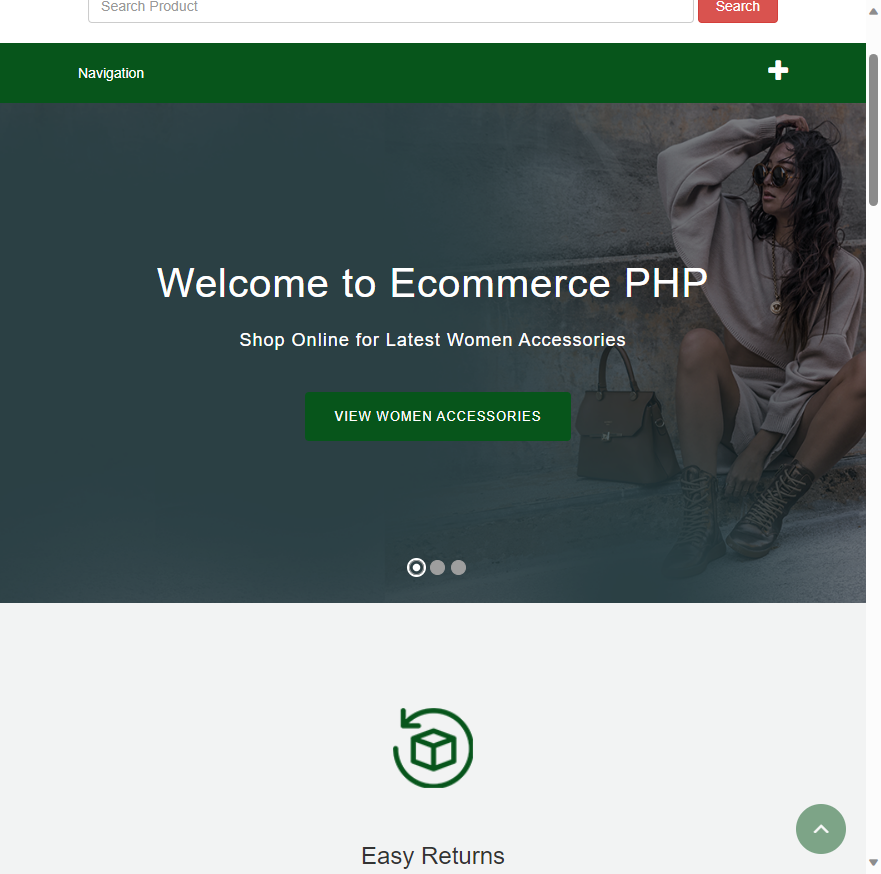 Search Product
Search
Navigation
Welcome to Ecommerce PHP
Shop Online for Latest Women Accessories
VIEW WOMEN ACCESSORIES
Easy Returns